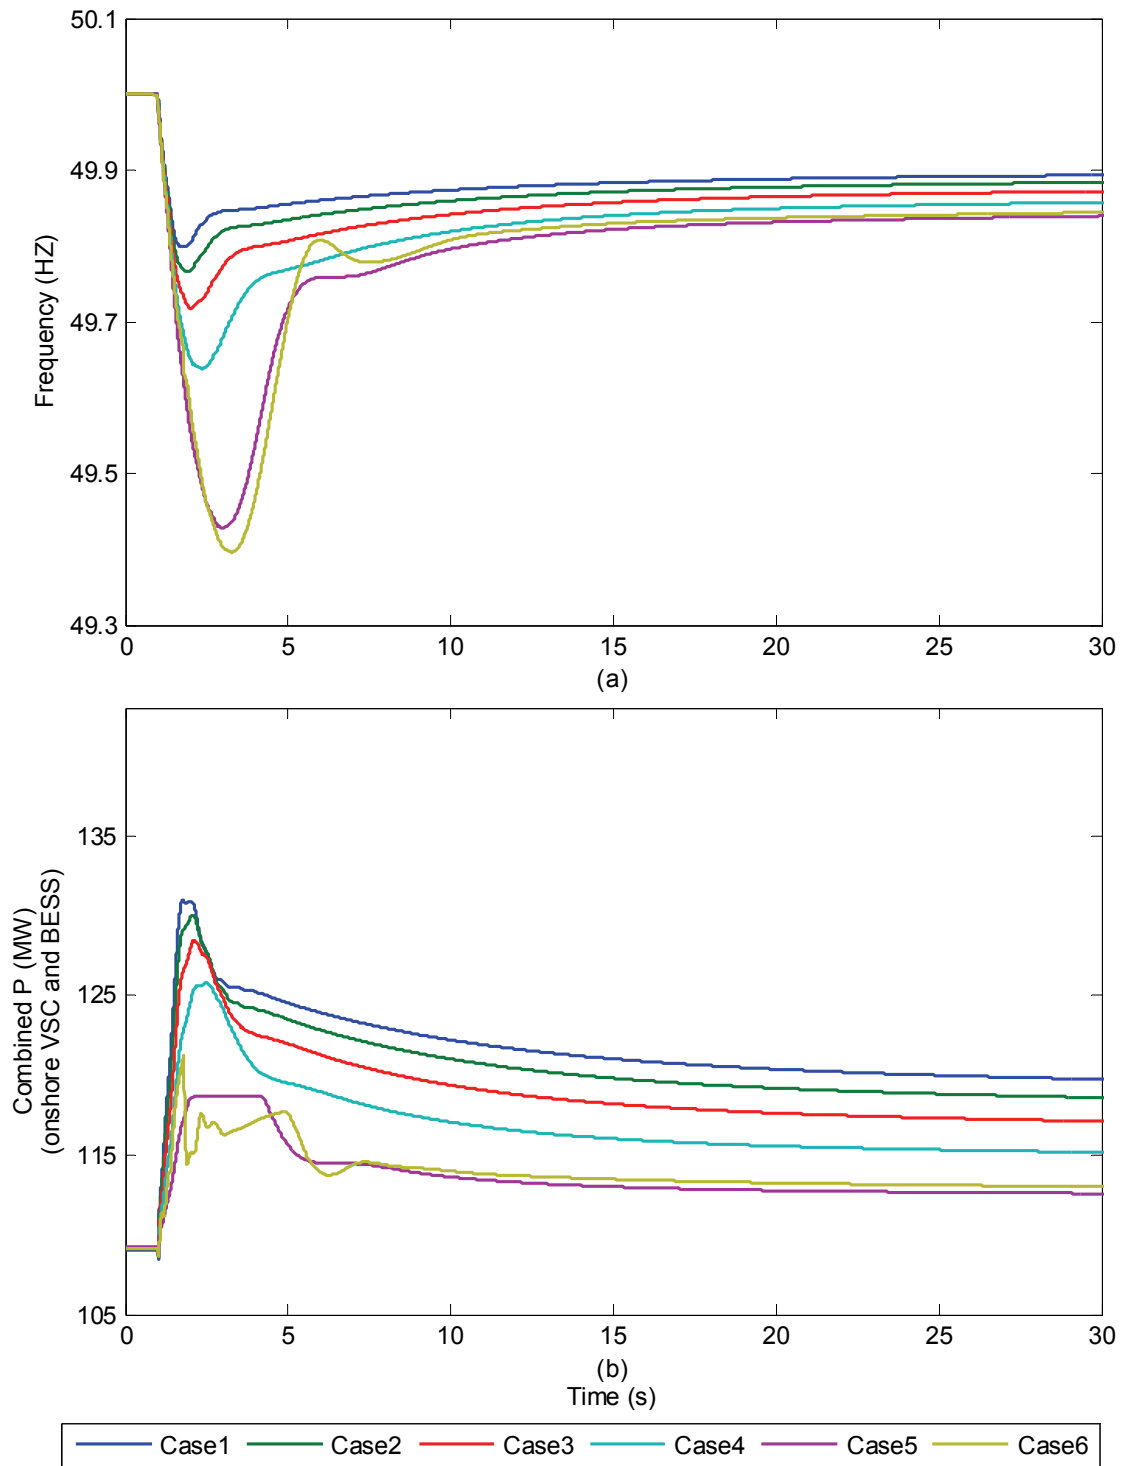 50.1
49.9
49.7
49.5
49.3
Frequency (HZ)
0 5 10 15 20 25 30
(a)
135
125
115
105
Combined P (MW)
(onshore VSC and BESS)
0 5 10 15 20 25 30
(b)
Time (s)
Case1 Case2 Case3 Case4 Case5 Case6